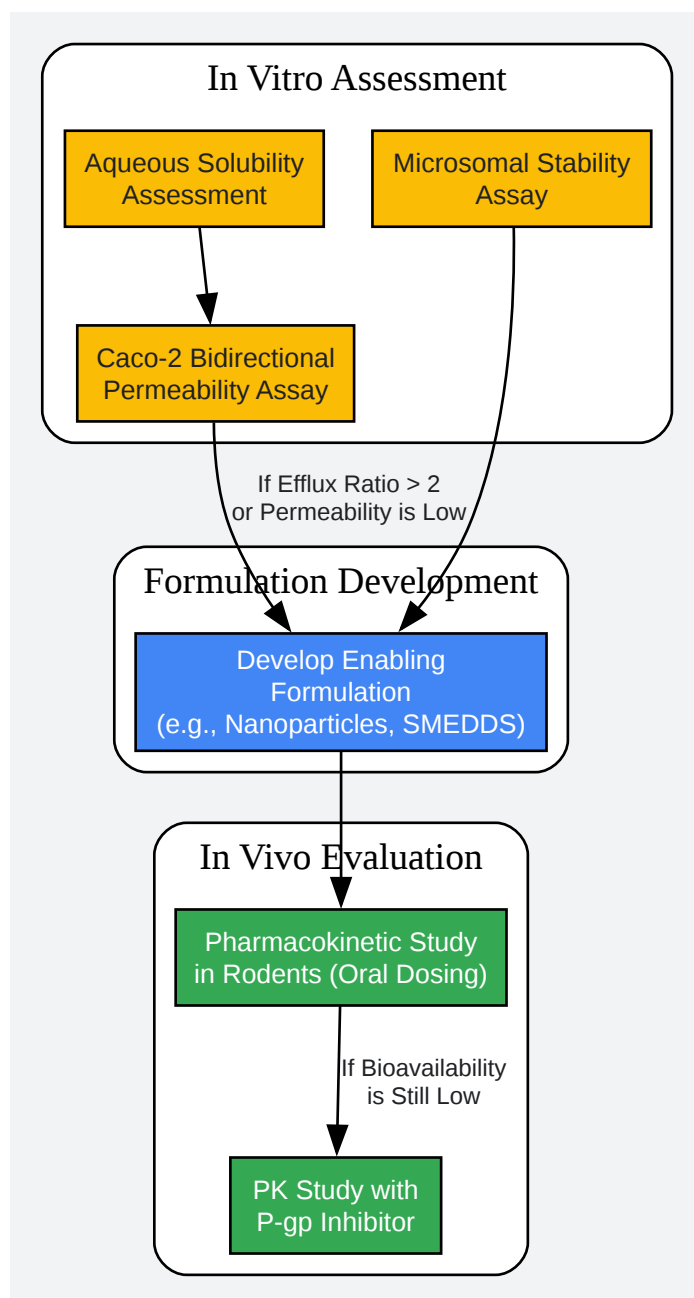 In Vitro Assessment
Aqueous Solubility
Assessment
Microsomal Stability
Assay
Caco-2 Bidirectional
Permeability Assay
If Efflux Ratio > 2
or Permeability is Low
Formulation Development
Develop Enabling
Formulation
(e.g., Nanoparticles, SMEDDS)
In Vivo Evaluation
Pharmacokinetic Study
in Rodents (Oral Dosing)
If Bioavailability
is Still Low
PK Study with
P-gp Inhibitor